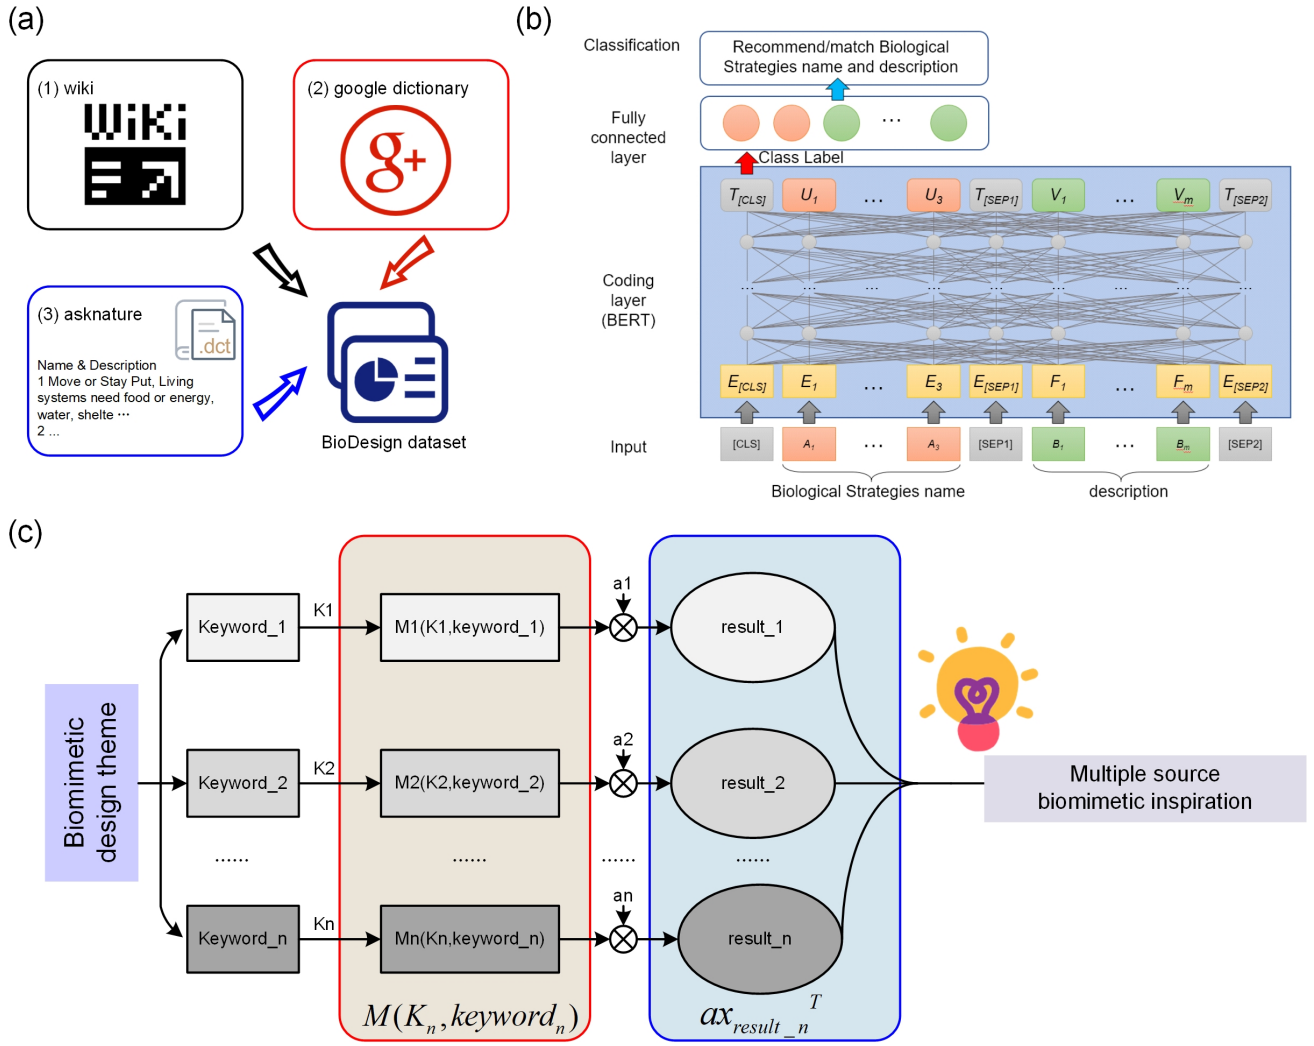 (a)
(1) wiki
WiKi
(2) google dictionary
g+
(3) asknature
.dct
Name & Description
1 Move or Stay Put, Living
systems need food or energy,
water, shelte ···
2 ...
BioDesign dataset
(b)
Classification
Recommend/match Biological
Strategies name and description
Fully
connected
layer
...
Class Label
T[CLS] U1 ... U3 T[SEP1] V1 ... Vm T[SEP2]
Coding
layer
(BERT)
... ... ... ... ... ... ...
E[CLS] E1 ... E3 E[SEP1] F1 ... Fm E[SEP2]
Input
[CLS] A1 ... A3 [SEP1] B1 ... Bm [SEP2]
Biological Strategies name
description
(c)
Biomimetic
design theme
Keyword_1
K1
M1(K1,keyword_1)
a1
result_1
Keyword_2
K2
M2(K2,keyword_2)
a2
result_2
...... ...... ...... ......
Keyword_n
Kn
Mn(Kn,keyword_n)
an
result_n
M(Kn,keywordn)
axresult_n T
Multiple source
biomimetic inspiration